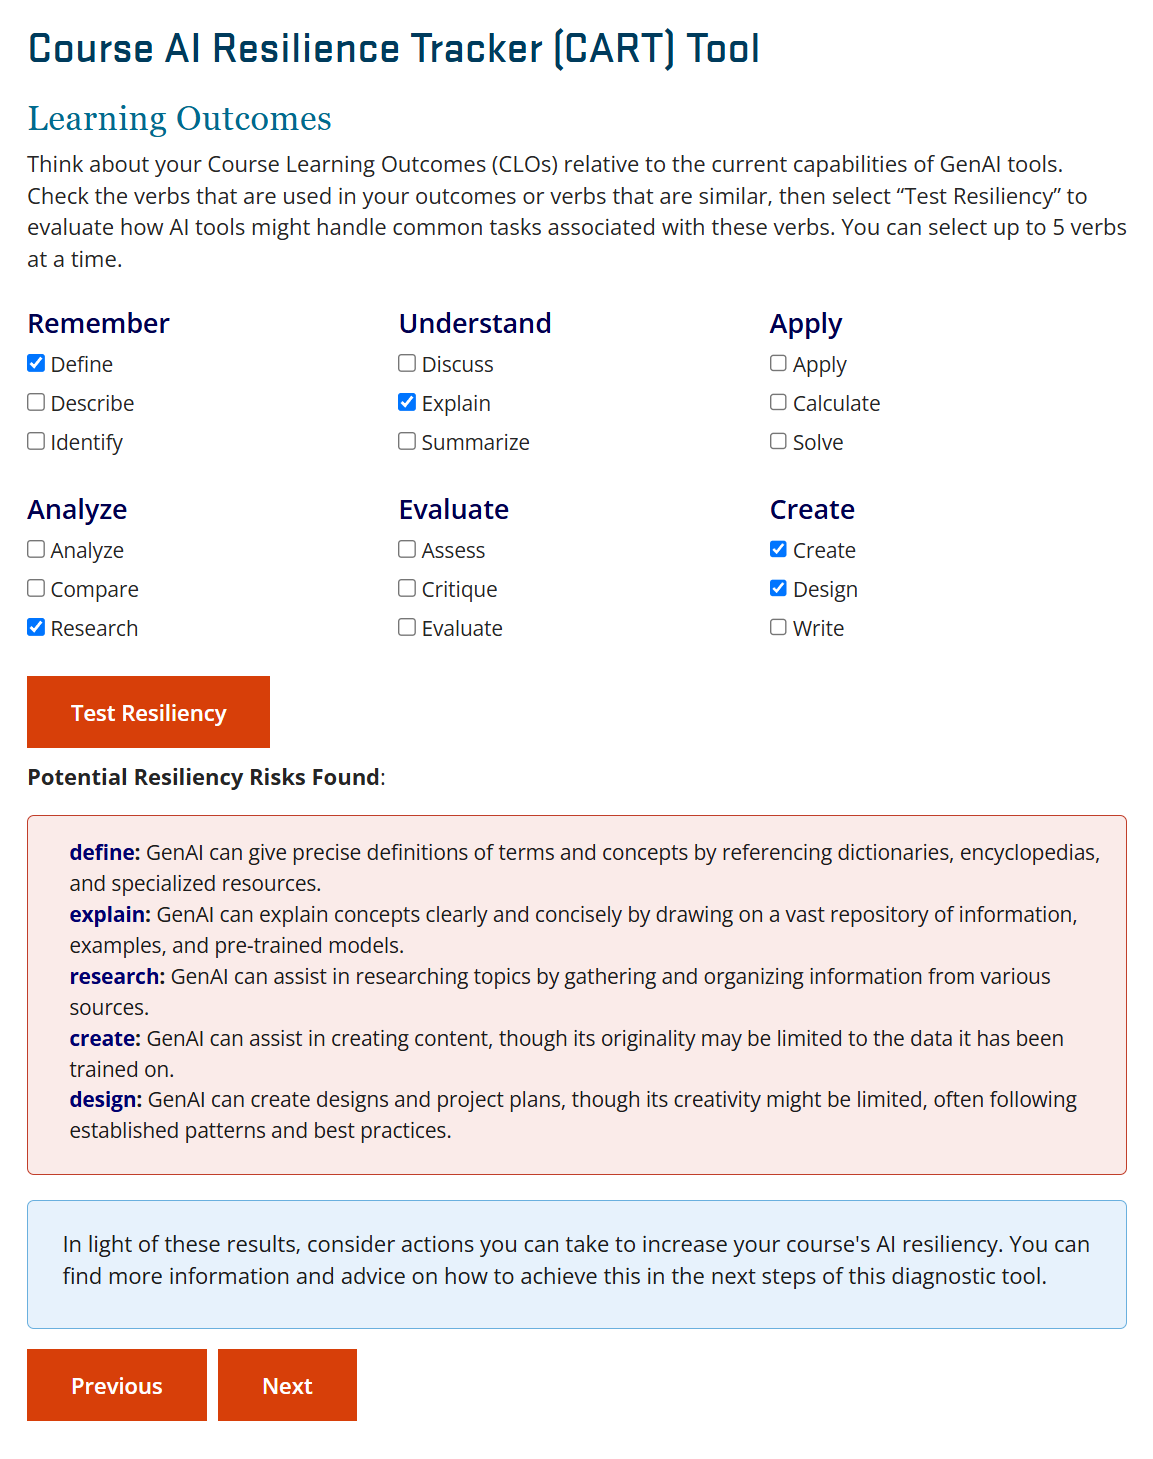 Course AI Resilience Tracker (CART) Tool
Learning Outcomes
Think about your Course Learning Outcomes (CLOs) relative to the current capabilities of GenAI tools.
Check the verbs that are used in your outcomes or verbs that are similar, then select “Test Resiliency” to
evaluate how AI tools might handle common tasks associated with these verbs. You can select up to 5 verbs
at a time.
Remember
Define
Describe
Identify
Understand
Discuss
Explain
Summarize
Apply
Apply
Calculate
Solve
Analyze
Analyze
Compare
Research
Evaluate
Assess
Critique
Evaluate
Create
Create
Design
Write
Test Resiliency
Potential Resiliency Risks Found:
define: GenAI can give precise definitions of terms and concepts by referencing dictionaries, encyclopedias,
and specialized resources.
explain: GenAI can explain concepts clearly and concisely by drawing on a vast repository of information,
examples, and pre-trained models.
research: GenAI can assist in researching topics by gathering and organizing information from various
sources.
create: GenAI can assist in creating content, though its originality may be limited to the data it has been
trained on.
design: GenAI can create designs and project plans, though its creativity might be limited, often following
established patterns and best practices.
In light of these results, consider actions you can take to increase your course's AI resiliency. You can
find more information and advice on how to achieve this in the next steps of this diagnostic tool.
Previous
Next